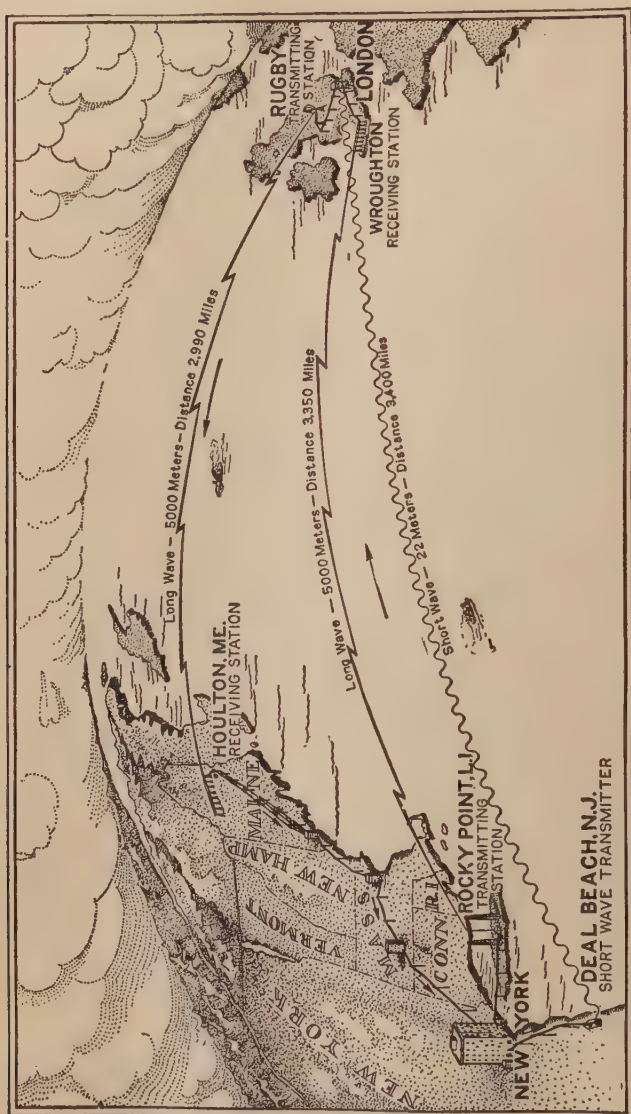 RUGBY
TRANSMITTING
STATION
LONDON
WROUGHTON
RECEIVING STATION
Long Wave – 5000 Meters – Distance 2,990 Miles
Long Wave – 5000 Meters – Distance 3,350 Miles
Short Wave – 22 Meters – Distance 3,400 Miles
HOULTON, ME.
RECEIVING STATION
MAINE
NEW HAMP
VERMONT
MASS
CONN.
R.I.
NEW YORK
ROCKY POINT, L.I.
TRANSMITTING
STATION
NEW YORK
DEAL BEACH, N.J.
SHORT WAVE TRANSMITTER